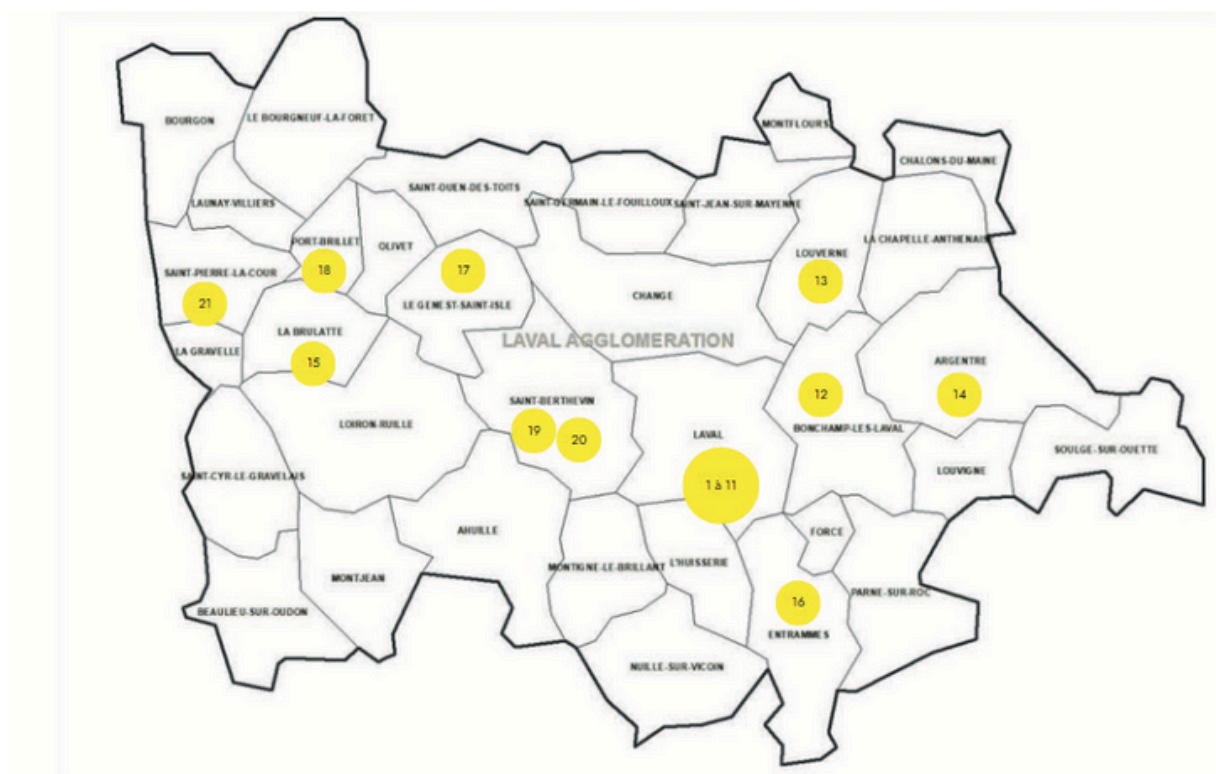 BOURGON
LE BOURGNEUF-LA-FORET
MONTFLOURS
CHALONS-DU-MAINE
LAUNAY-VILLIERS
SAINT-OUEN-DES-TOITS
SAINT-GERMAIN-LE-FOUILLOUX
SAINT-JEAN-SUR-MAYENNE
PORT-BRILLET
OLIVET
LA CHAPELLE-ANTHENAISE
LOUVERNE
SAINT-PIERRE-LA-COUR
18
17
13
21
LE GENEST-SAINT-ISLE
CHANGE
LA BRULATTE
LAVAL AGGLOMERATION
LA GRAVELLE
15
ARGENTRE
12
14
SAINT-BERTHEVIN
19
20
LOIRON-RUILLE
LAVAL
BONCHAMP-LES-LAVAL
SOULGE-SUR-OUETTE
SAINT-CYR-LE-GRAVELAIS
LOUVIGNE
1 à 11
AHUILLE
FORCE
MONTJEAN
MONTIGNE-LE-BRILLANT
L'HUISSERIE
16
PARNE-SUR-ROC
BEAULIEU-SUR-OUDON
ENTRAMMES
NUILLE-SUR-VICOIN